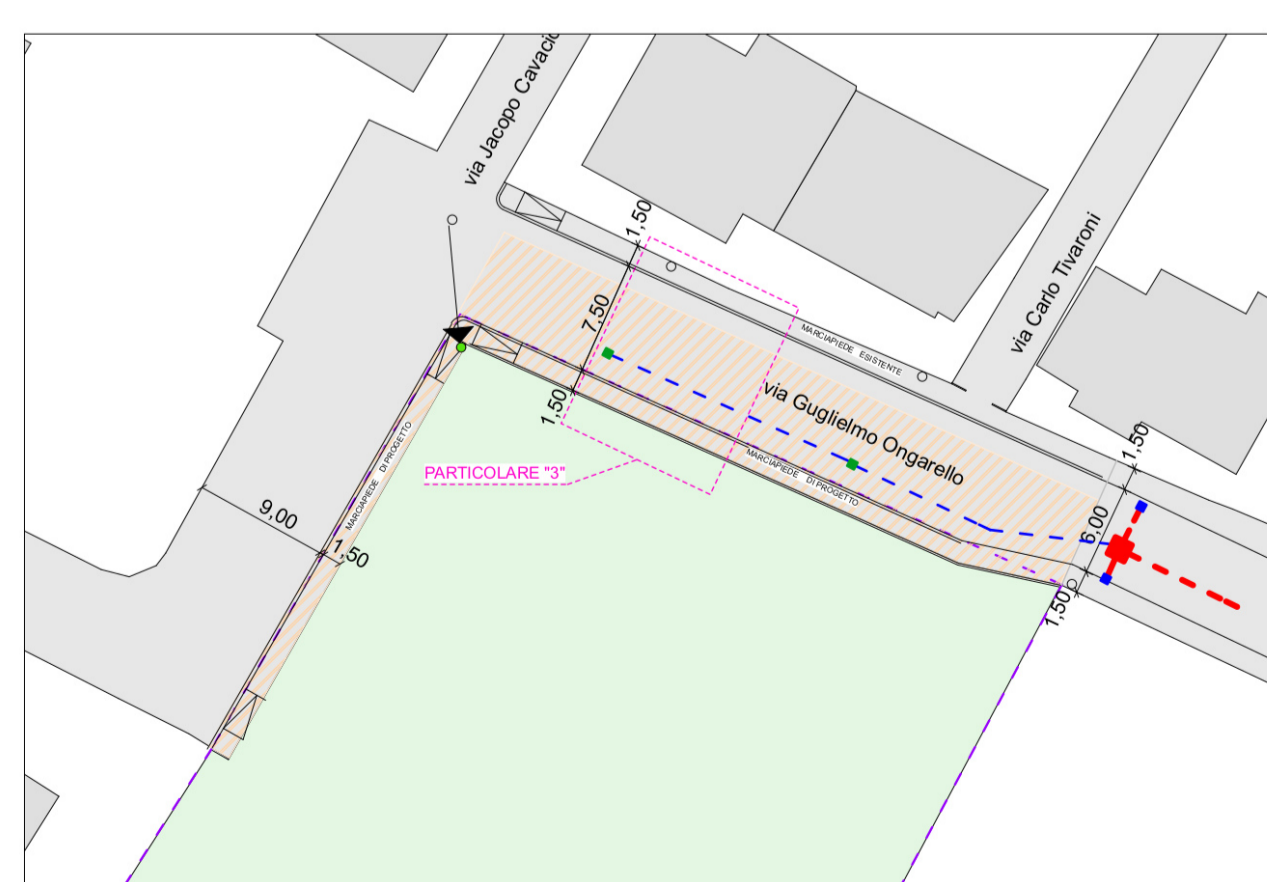 via Jacopo Cavacio
via Carlo Tivaroni
1,50
7,50
1,50
MARCIAPIEDE ESISTENTE
via Guglielmo Ongarello
MARCIAPIEDE DI PROGETTO
PARTICOLARE "3"
MARCIAPIEDE DI PROGETTO
9,00
1,50
1,50
6,00
1,50